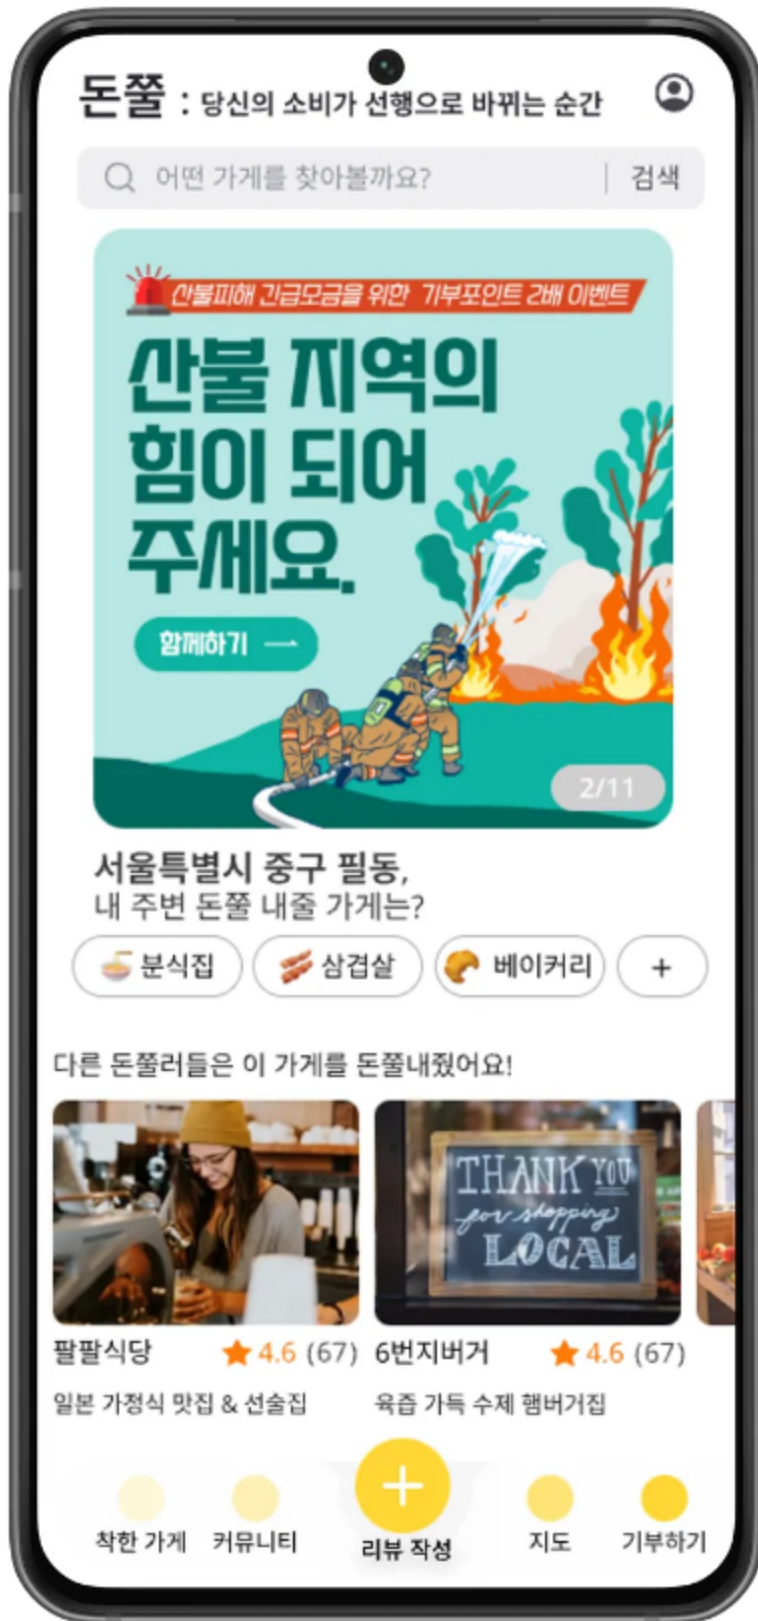 돈쭐 : 당신의 소비가 선행으로 바뀌는 순간
어떤 가게를 찾아볼까요? | 검색
산불피해 긴급모금을 위한 기부포인트 2배 이벤트
산불 지역의
힘이 되어
주세요.
함께하기 →
2/11
서울특별시 중구 필동,
내 주변 돈쭐 내줄 가게는?
분식집 삼겹살 베이커리 +
다른 돈쭐러들은 이 가게를 돈쭐내줬어요!
THANK YOU
for shopping
LOCAL
팔팔식당 ★ 4.6 (67) 6번지버거 ★ 4.6 (67)
일본 가정식 맛집 & 선술집 육즙 가득 수제 햄버거집
착한 가게 커뮤니티 리뷰 작성 지도 기부하기